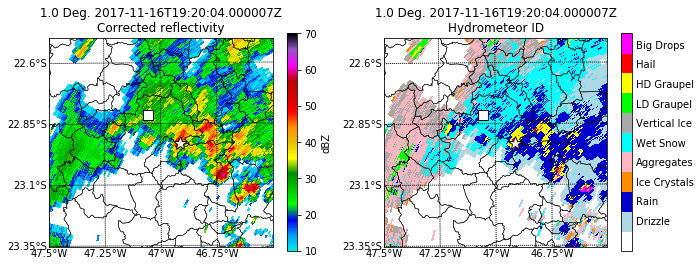 1.0 Deg. 2017-11-16T19:20:04.000007Z
Corrected reflectivity
22.6°S
22.85°S
23.1°S
23.35°S
47.5°W
47.25°W
47°W
46.75°W
70
60
50
40
30
20
10
dBZ
1.0 Deg. 2017-11-16T19:20:04.000007Z
Hydrometeor ID
22.6°S
22.85°S
23.1°S
23.35°S
47.5°W
47.25°W
47°W
46.75°W
Big Drops
Hail
HD Graupel
LD Graupel
Vertical Ice
Wet Snow
Aggregates
Ice Crystals
Rain
Drizzle